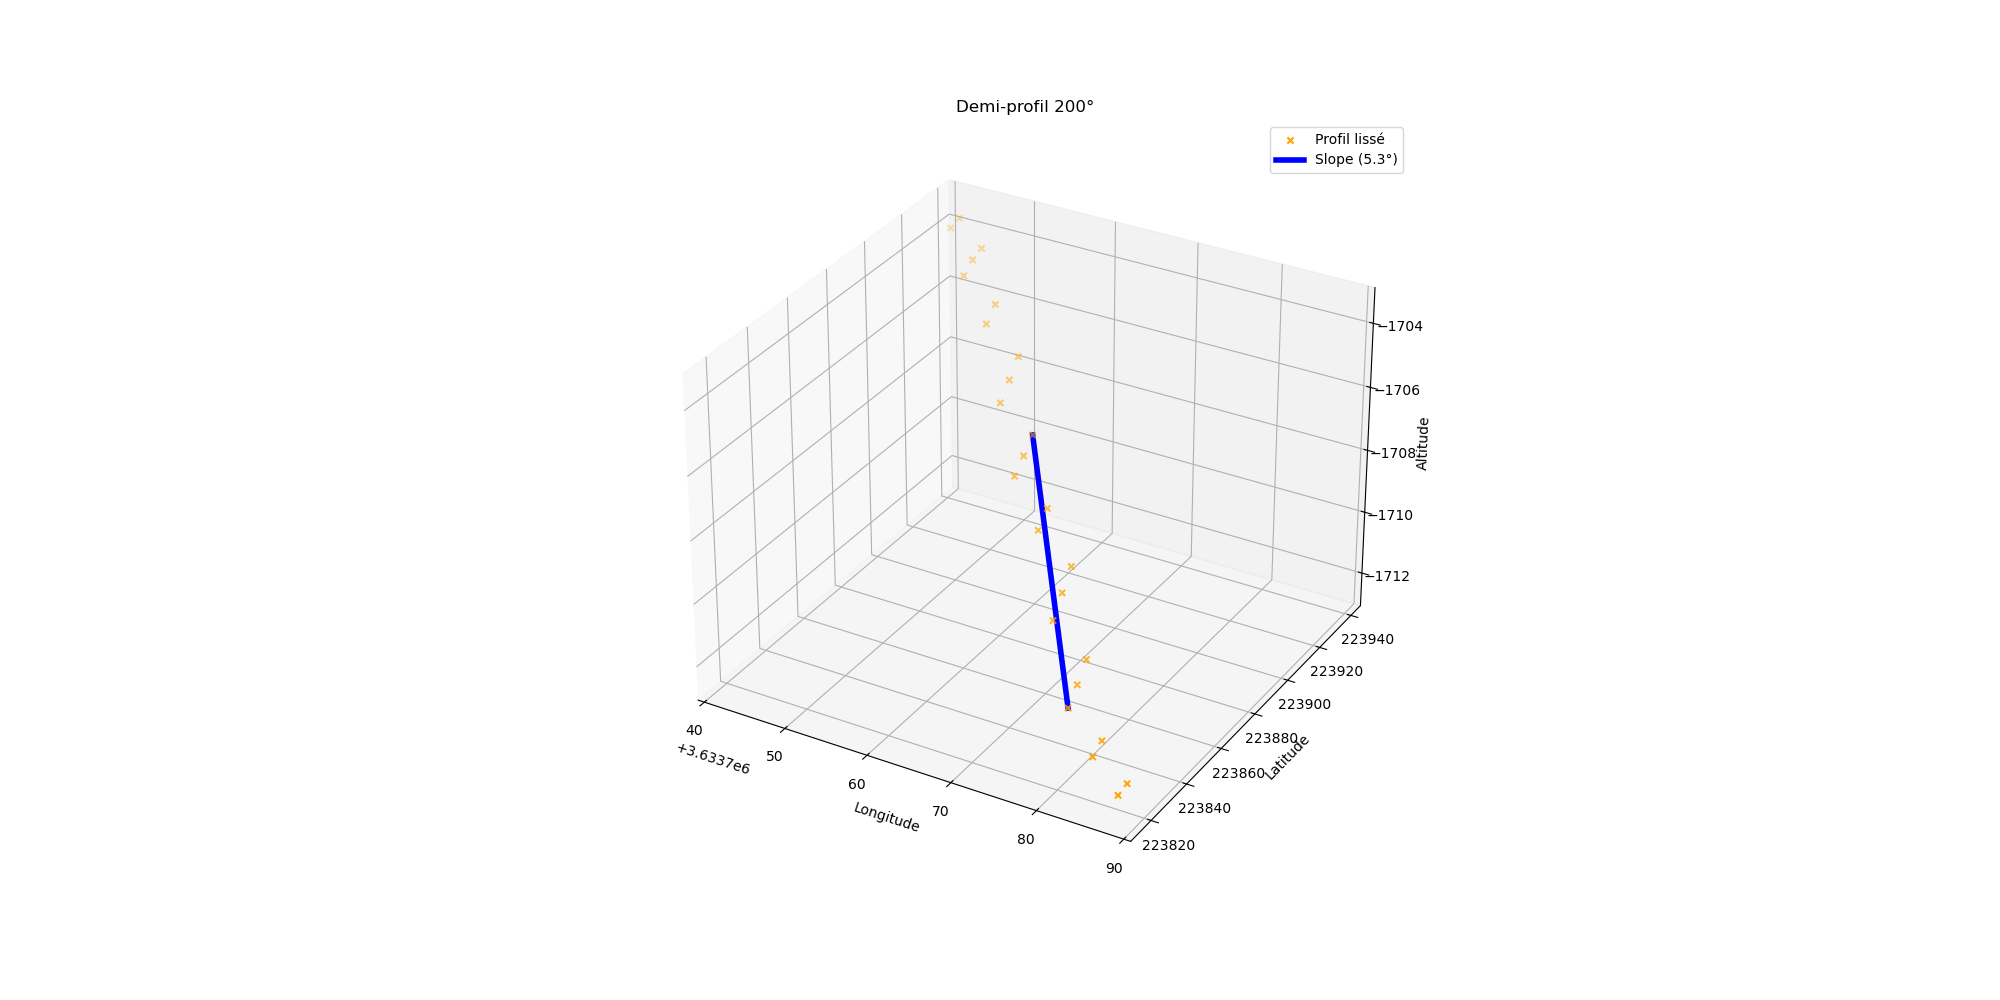 Demi-profil 200°
Profil lissé
Slope (5.3°)
−1704
−1706
−1708
−1710
−1712
Altitude
223940
223920
223900
223880
223860
223840
223820
Latitude
40
50
60
70
80
90
+3.6337e6
Longitude